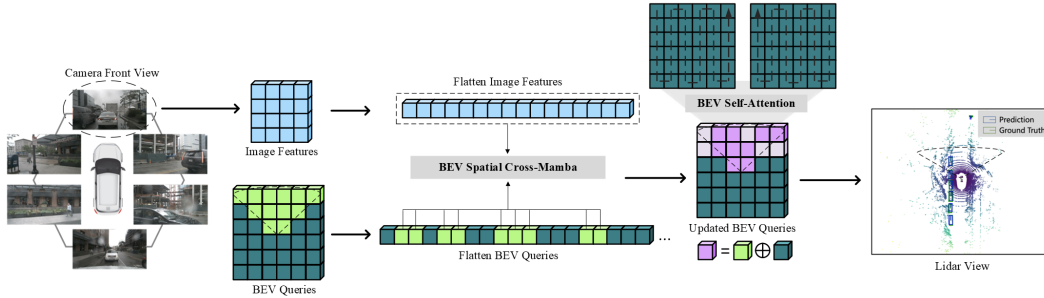 Camera Front View
Image Features
BEV Queries
Flatten Image Features
BEV Spatial Cross-Mamba
Flatten BEV Queries
...
BEV Self-Attention
Updated BEV Queries
=
Prediction
Ground Truth
Lidar View